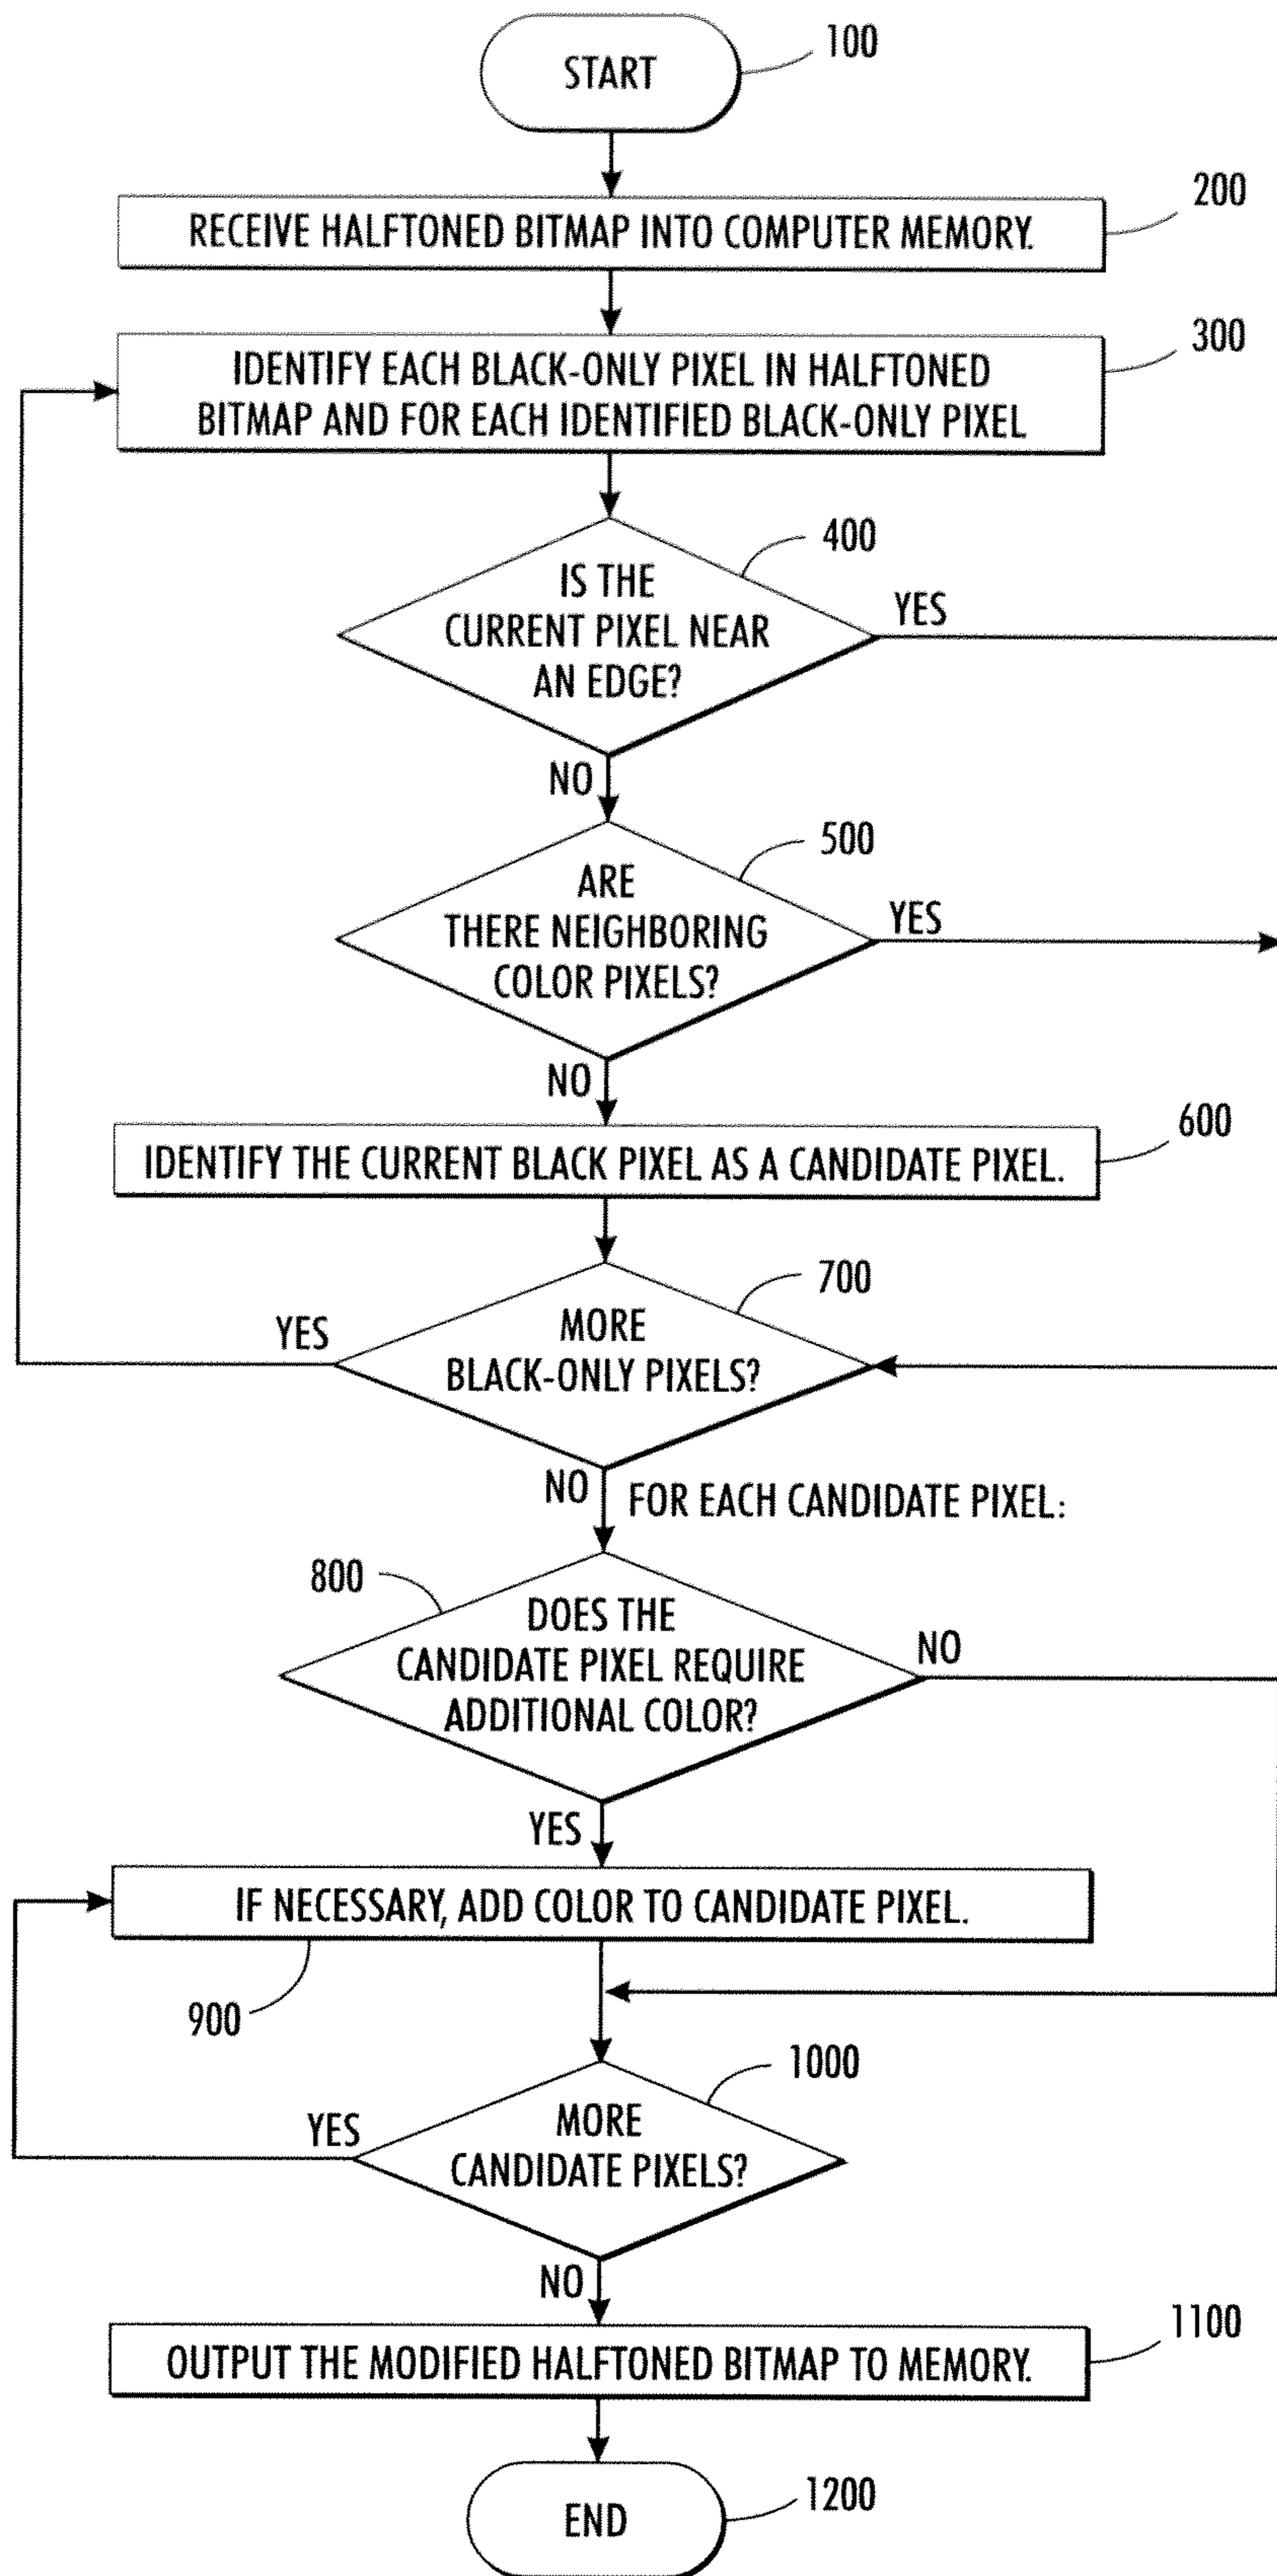 START
100
RECEIVE HALFTONED BITMAP INTO COMPUTER MEMORY.
200
IDENTIFY EACH BLACK-ONLY PIXEL IN HALFTONED
BITMAP AND FOR EACH IDENTIFIED BLACK-ONLY PIXEL
300
IS THE
CURRENT PIXEL NEAR
AN EDGE?
400
YES
NO
ARE
THERE NEIGHBORING
COLOR PIXELS?
500
YES
NO
IDENTIFY THE CURRENT BLACK PIXEL AS A CANDIDATE PIXEL.
600
MORE
BLACK-ONLY PIXELS?
700
YES
NO
FOR EACH CANDIDATE PIXEL:
800
DOES THE
CANDIDATE PIXEL REQUIRE
ADDITIONAL COLOR?
NO
YES
IF NECESSARY, ADD COLOR TO CANDIDATE PIXEL.
900
MORE
CANDIDATE PIXELS?
1000
YES
NO
OUTPUT THE MODIFIED HALFTONED BITMAP TO MEMORY.
1100
END
1200